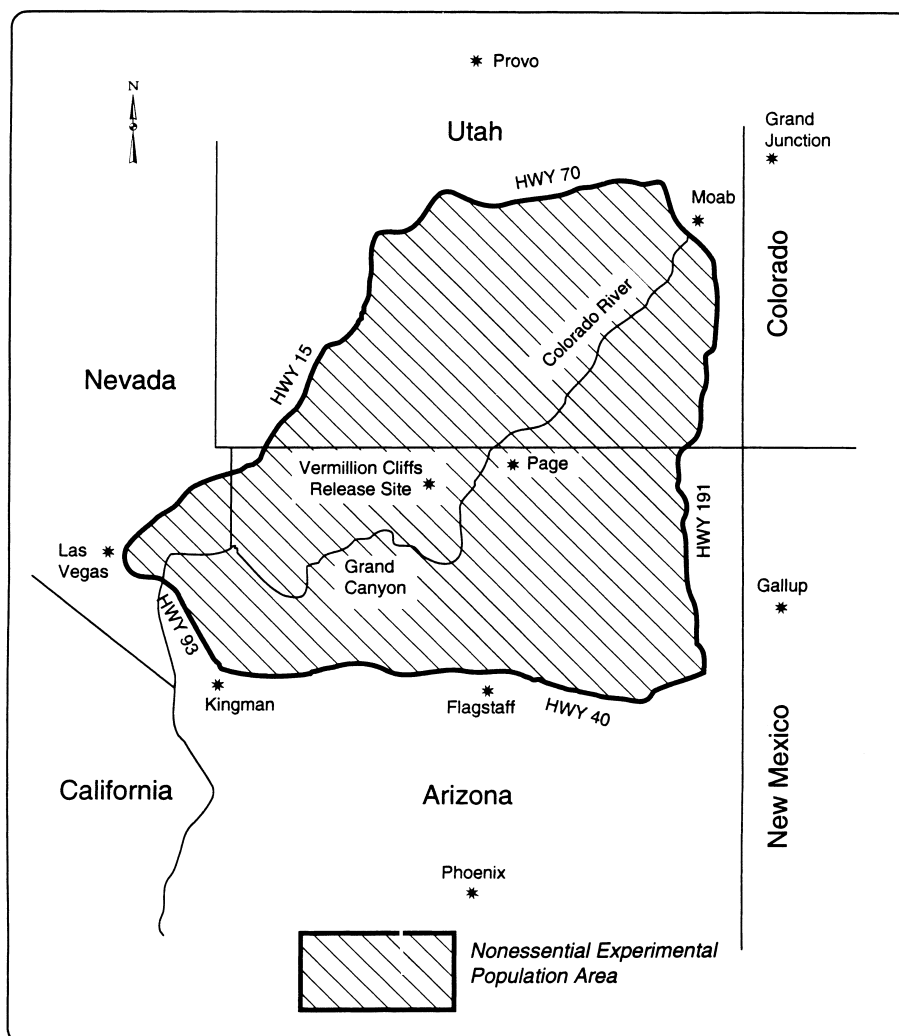 Provo
N
Utah
Grand
Junction
HWY 70
Moab
Colorado
Colorado River
HWY 15
Nevada
Vermillion Cliffs
Release Site
Page
HWY 191
Las
Vegas
Grand
Canyon
Gallup
HWY 93
Kingman
Flagstaff
HWY 40
New Mexico
California
Arizona
Phoenix
Nonessential Experimental
Population Area